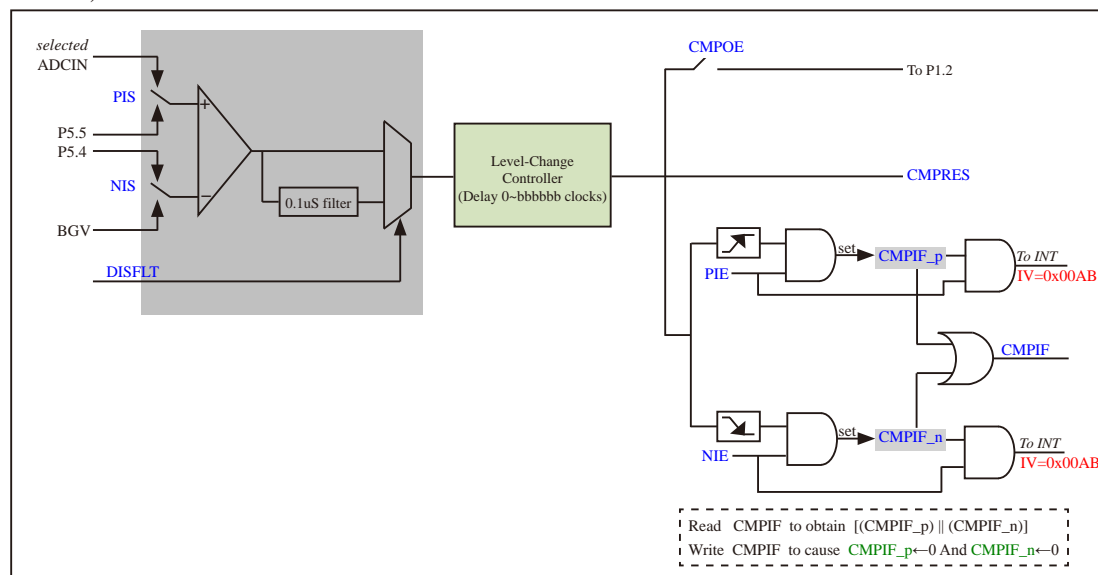 selected
ADCIN
PIS
P5.5
P5.4
NIS
BGV
DISFLT
+
−
0.1uS filter
Level-Change
Controller
(Delay 0~bbbbbb clocks)
CMPOE
To P1.2
CMPRES
PIE
set
CMPIF_p
To INT
IV=0x00AB
CMPIF
NIE
set
CMPIF_n
To INT
IV=0x00AB
Read CMPIF to obtain [(CMPIF_p) || (CMPIF_n)]
Write CMPIF to cause CMPIF_p←0 And CMPIF_n←0